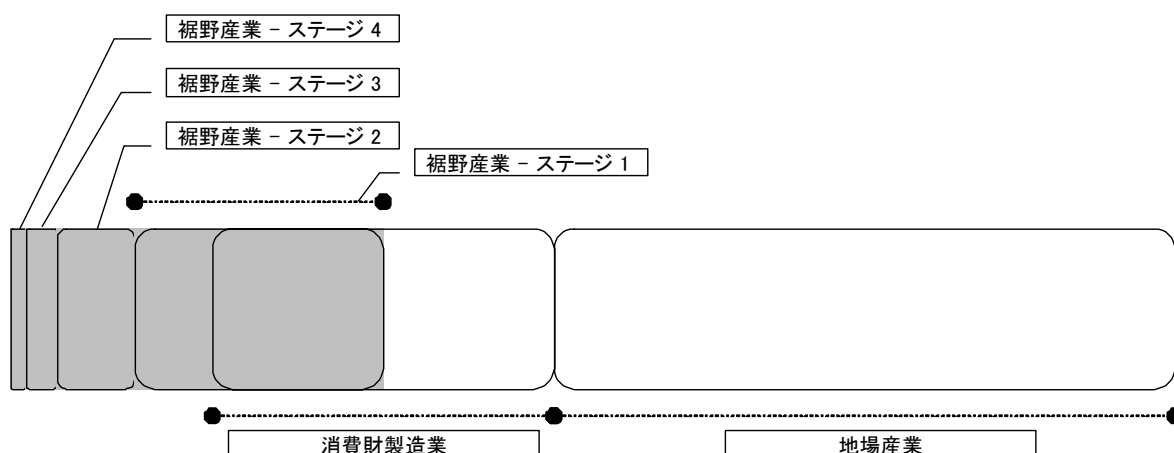 裾野産業 − ステージ 4
裾野産業 − ステージ 3
裾野産業 − ステージ 2
裾野産業 − ステージ 1
消費財製造業
地場産業